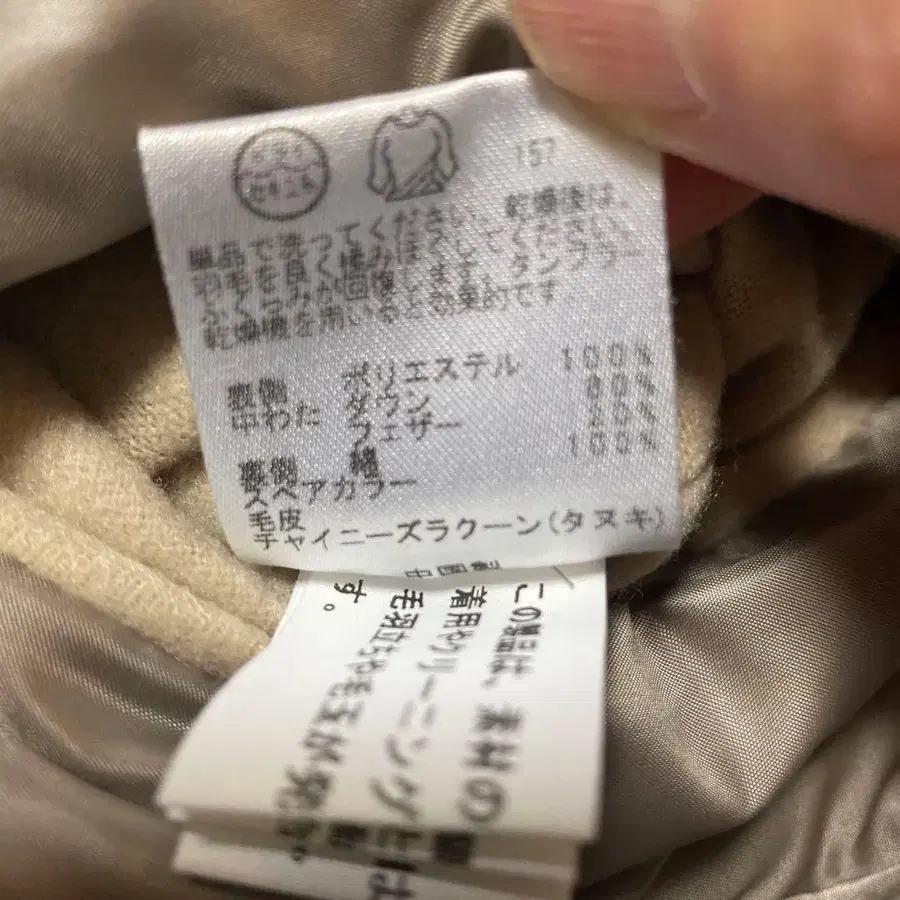 157
単品で洗ってください。乾燥後は、
羽毛を良く揉みほぐしてください。
ふくらみが回復します。タンブラー
乾燥機を用いると効果的です。
表側 ポリエステル 100%
中わた ダウン 80%
フェザー 20%
裏側 綿 100%
スペアカラー
毛皮
チャイニーズラクーン(タヌキ)
中国
この製品は、素材の
着用やクリーニングと
毛羽立ちや毛玉が発
す。